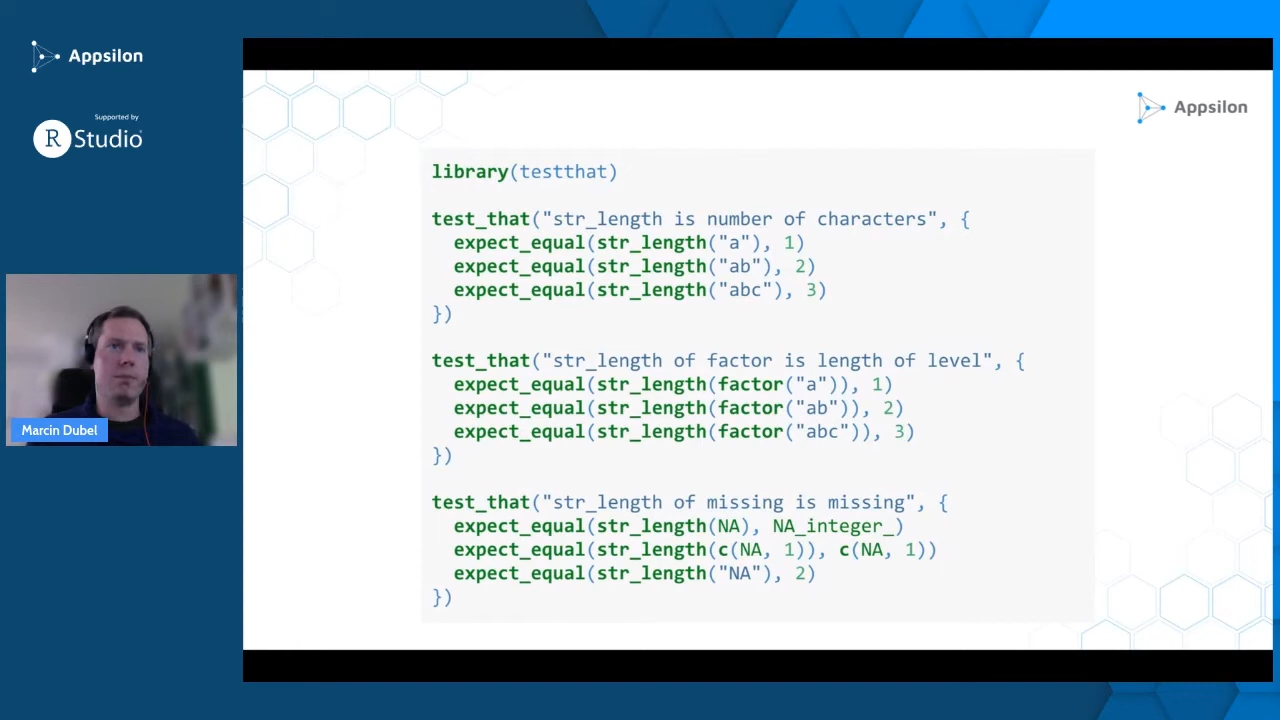 Appsilon
Supported by
R Studio
Marcin Dubel
Appsilon
library(testthat)
test_that("str_length is number of characters", {
  expect_equal(str_length("a"), 1)
  expect_equal(str_length("ab"), 2)
  expect_equal(str_length("abc"), 3)
})
test_that("str_length of factor is length of level", {
  expect_equal(str_length(factor("a")), 1)
  expect_equal(str_length(factor("ab")), 2)
  expect_equal(str_length(factor("abc")), 3)
})
test_that("str_length of missing is missing", {
  expect_equal(str_length(NA), NA_integer_)
  expect_equal(str_length(c(NA, 1)), c(NA, 1))
  expect_equal(str_length("NA"), 2)
})